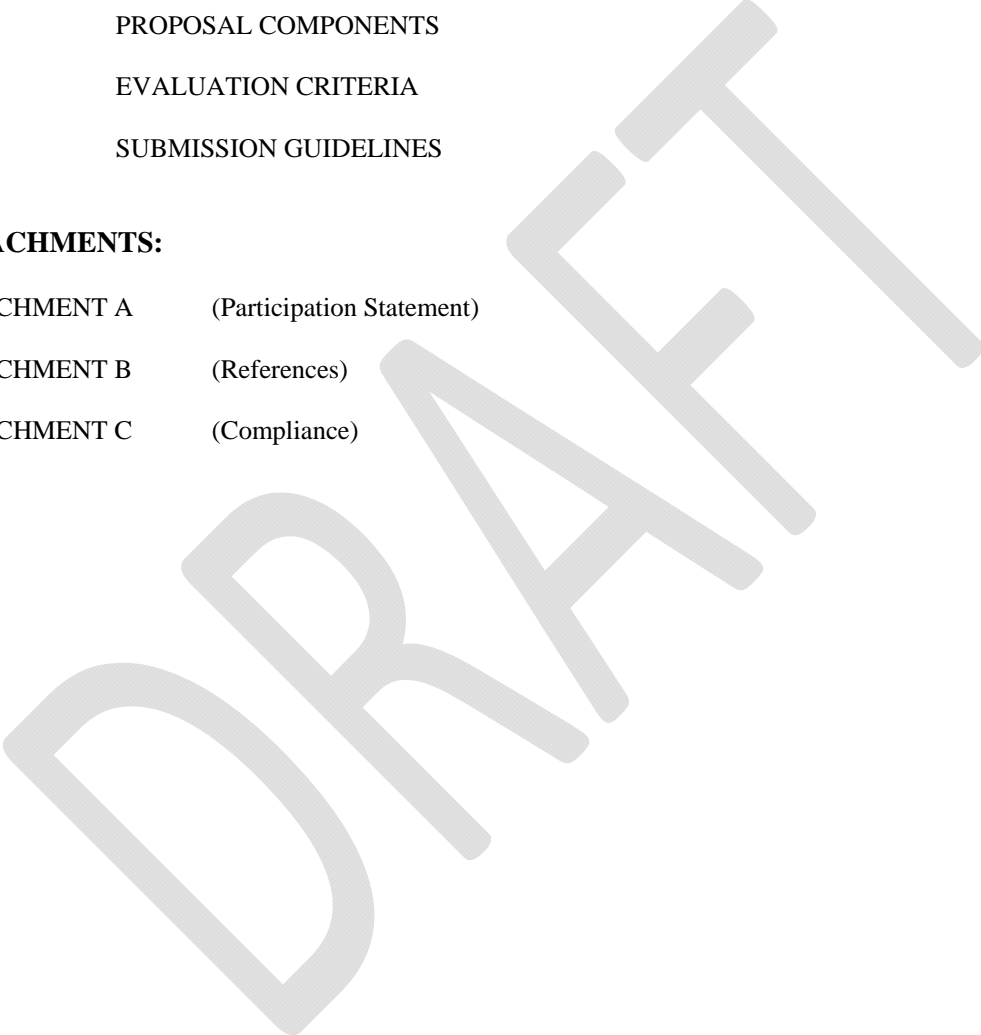 PROPOSAL COMPONENTS
EVALUATION CRITERIA
SUBMISSION GUIDELINES
ACHMENTS:
CHMENT A (Participation Statement)
CHMENT B (References)
CHMENT C (Compliance)
DRAFT